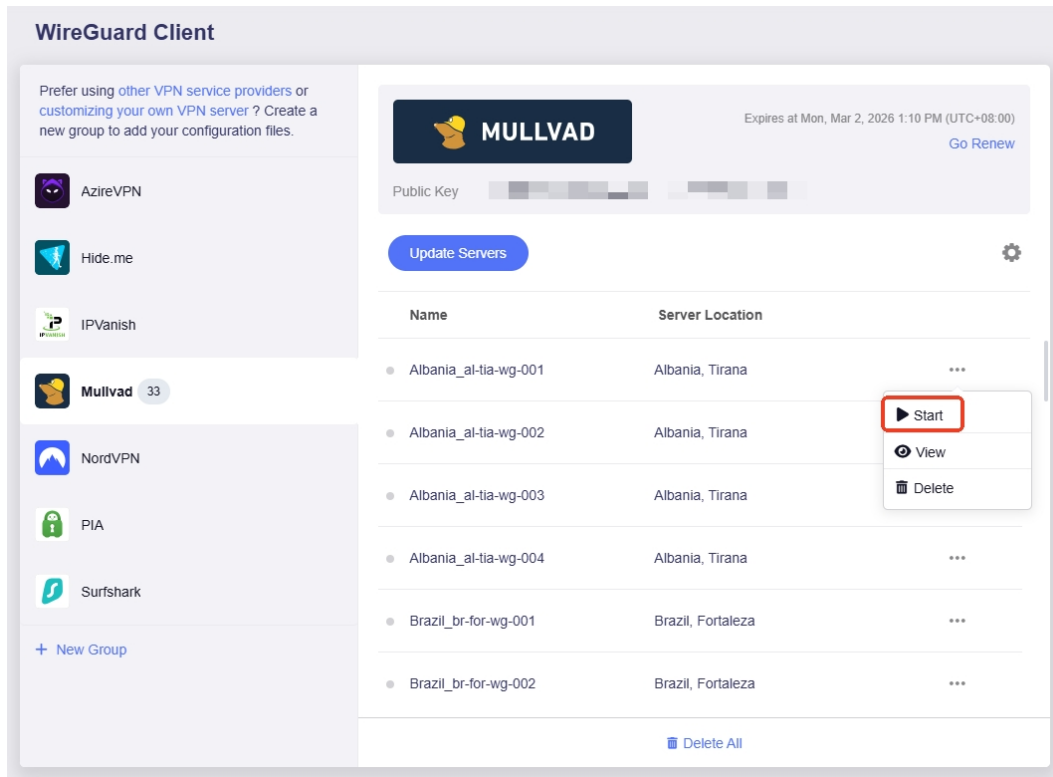 WireGuard Client
Prefer using other VPN service providers or
customizing your own VPN server ? Create a
new group to add your configuration files.
AzireVPN
Hide.me
IPVanish
Mullvad 33
NordVPN
PIA
Surfshark
+ New Group
MULLVAD
Expires at Mon, Mar 2, 2026 1:10 PM (UTC+08:00)
Go Renew
Public Key
Update Servers
Name Server Location
Albania_al-tia-wg-001 Albania, Tirana
Start
Albania_al-tia-wg-002 Albania, Tirana
View
Delete
Albania_al-tia-wg-003 Albania, Tirana
Albania_al-tia-wg-004 Albania, Tirana
Brazil_br-for-wg-001 Brazil, Fortaleza
Brazil_br-for-wg-002 Brazil, Fortaleza
Delete All